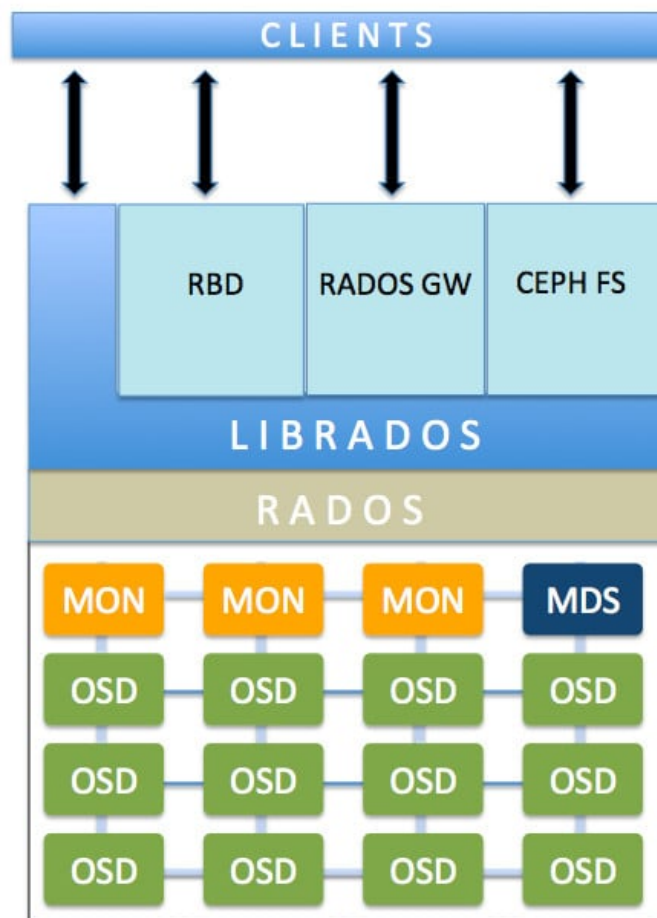 CLIENTS
RBD RADOS GW CEPH FS
LIBRADOS
RADOS
MON MON MON MDS
OSD OSD OSD OSD
OSD OSD OSD OSD
OSD OSD OSD OSD